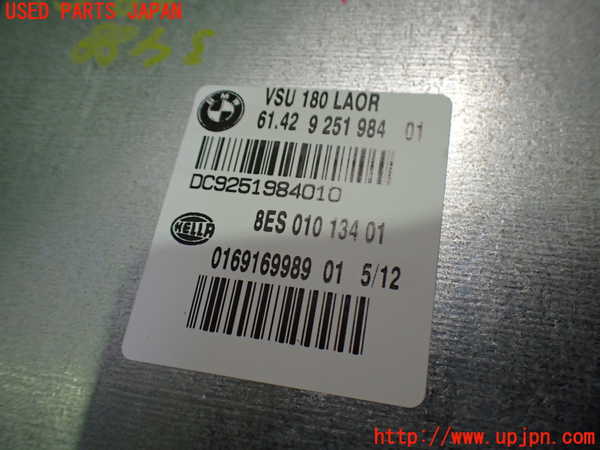 USED PARTS JAPAN
BMW
VSU 180 LAOR
61.42 9 251 984 01
DC9251984010
HELLA
8ES 010 134 01
0169169989 01 5/12
http://www.upjpn.com/